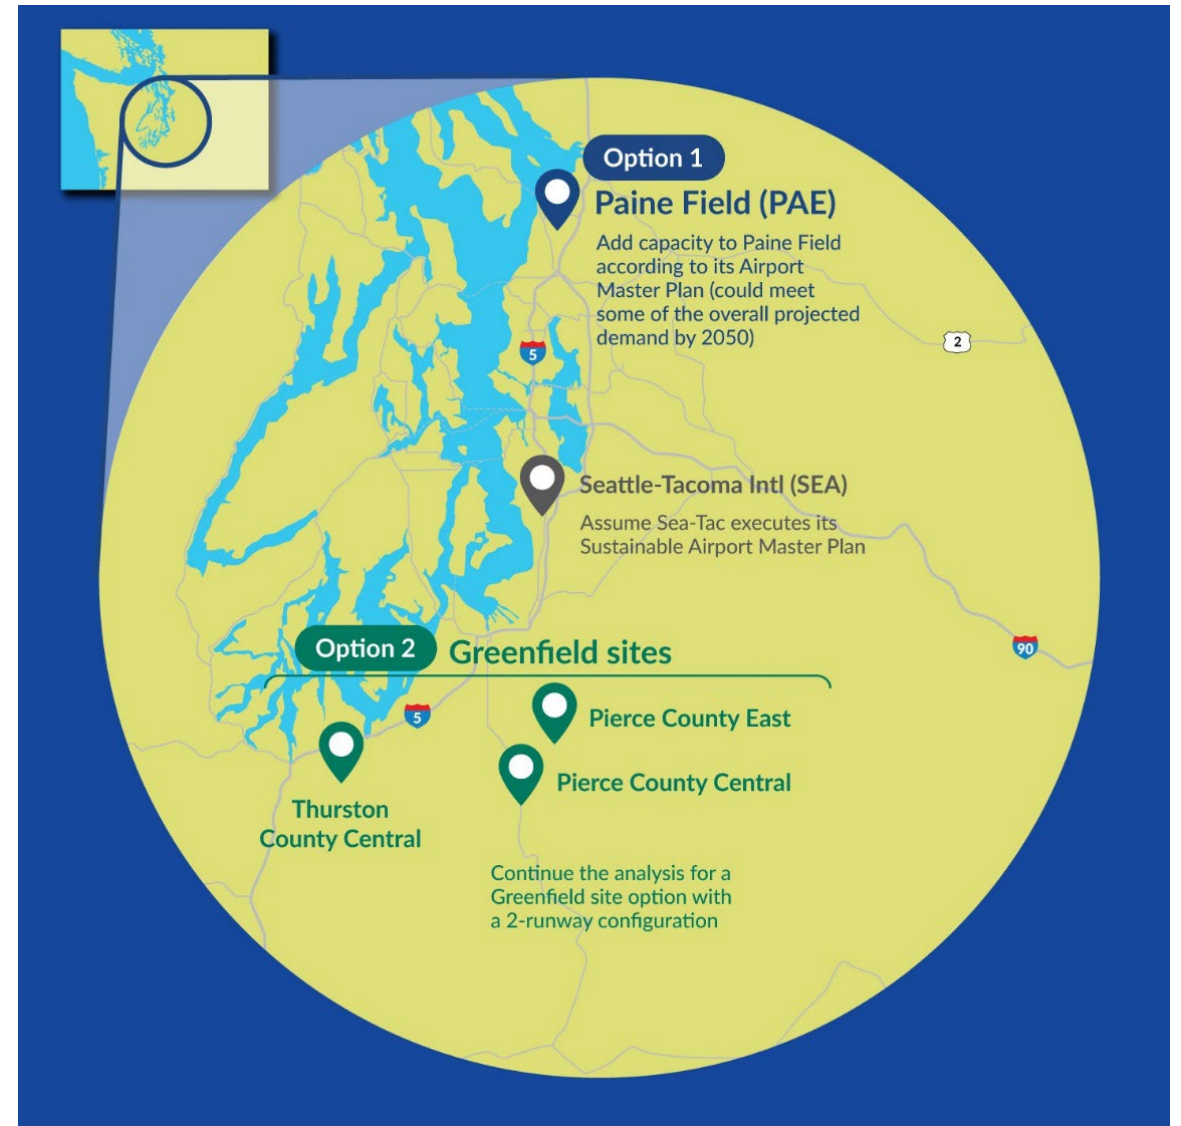 Option 1
Paine Field (PAE)
Add capacity to Paine Field
according to its Airport
Master Plan (could meet
some of the overall projected
demand by 2050)
2
5
Seattle-Tacoma Intl (SEA)
Assume Sea-Tac executes its
Sustainable Airport Master Plan
90
Option 2
Greenfield sites
5
Pierce County East
Pierce County Central
Thurston
County Central
Continue the analysis for a
Greenfield site option with
a 2-runway configuration